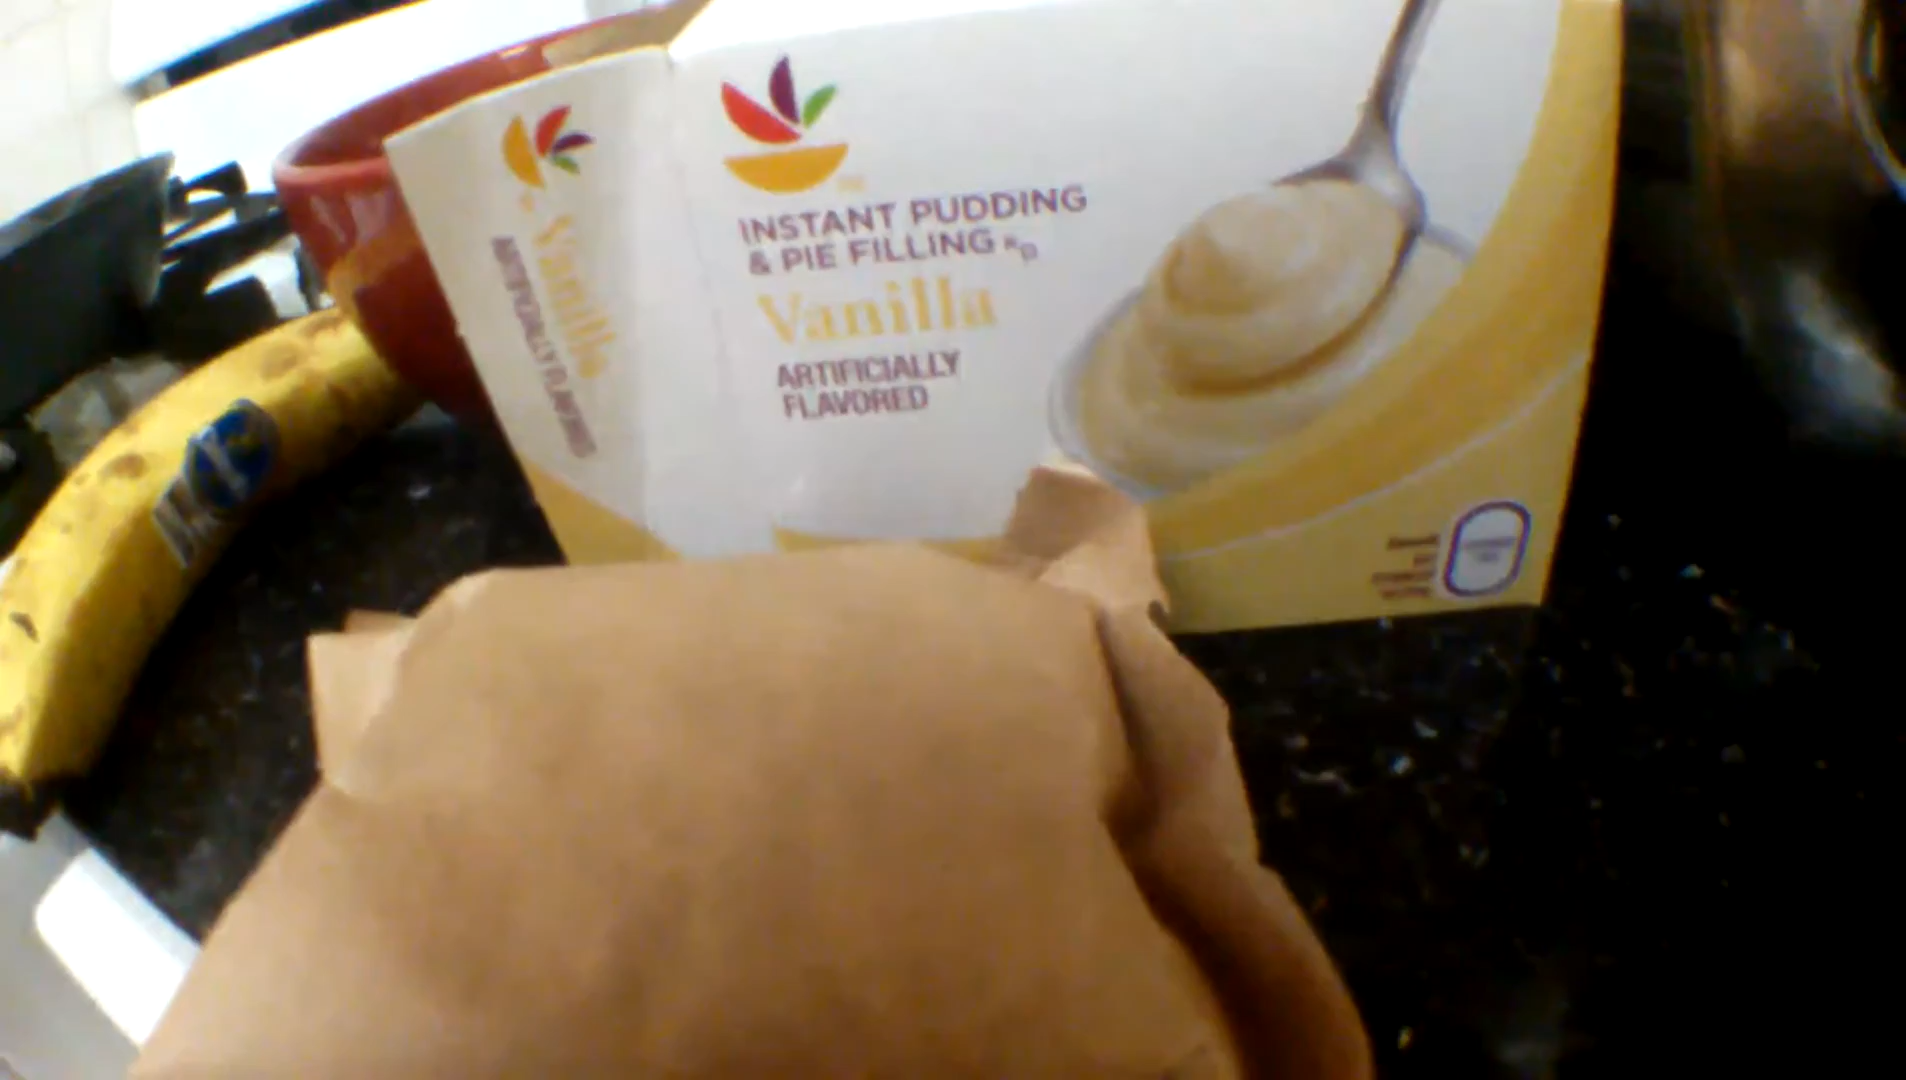 Vanilla
ARTIFICIALLY FLAVORED
INSTANT PUDDING
& PIE FILLING
Vanilla
ARTIFICIALLY
FLAVORED